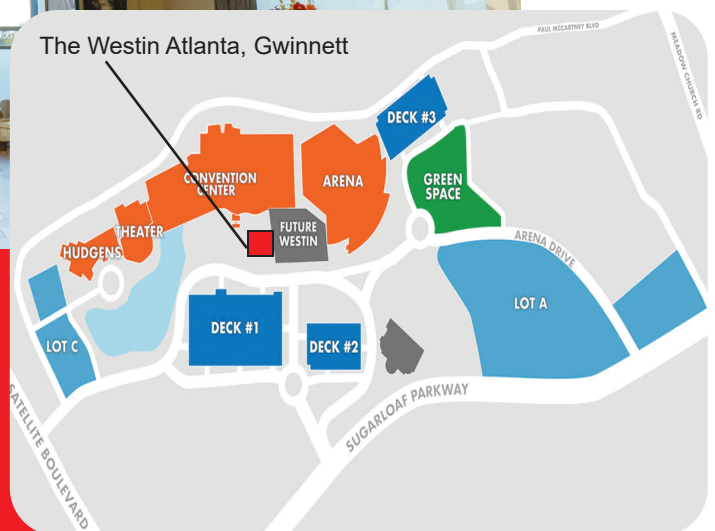 The Westin Atlanta, Gwinnett
PAUL MCCARTNEY BLVD
MEADOW CHURCH RD
DECK #3
CONVENTION
CENTER
ARENA
GREEN
SPACE
THEATER
HUDGENS
FUTURE
WESTIN
ARENA DRIVE
LOT A
DECK #1
DECK #2
LOT C
SUGARLOAF PARKWAY
SATELLITE BOULEVARD